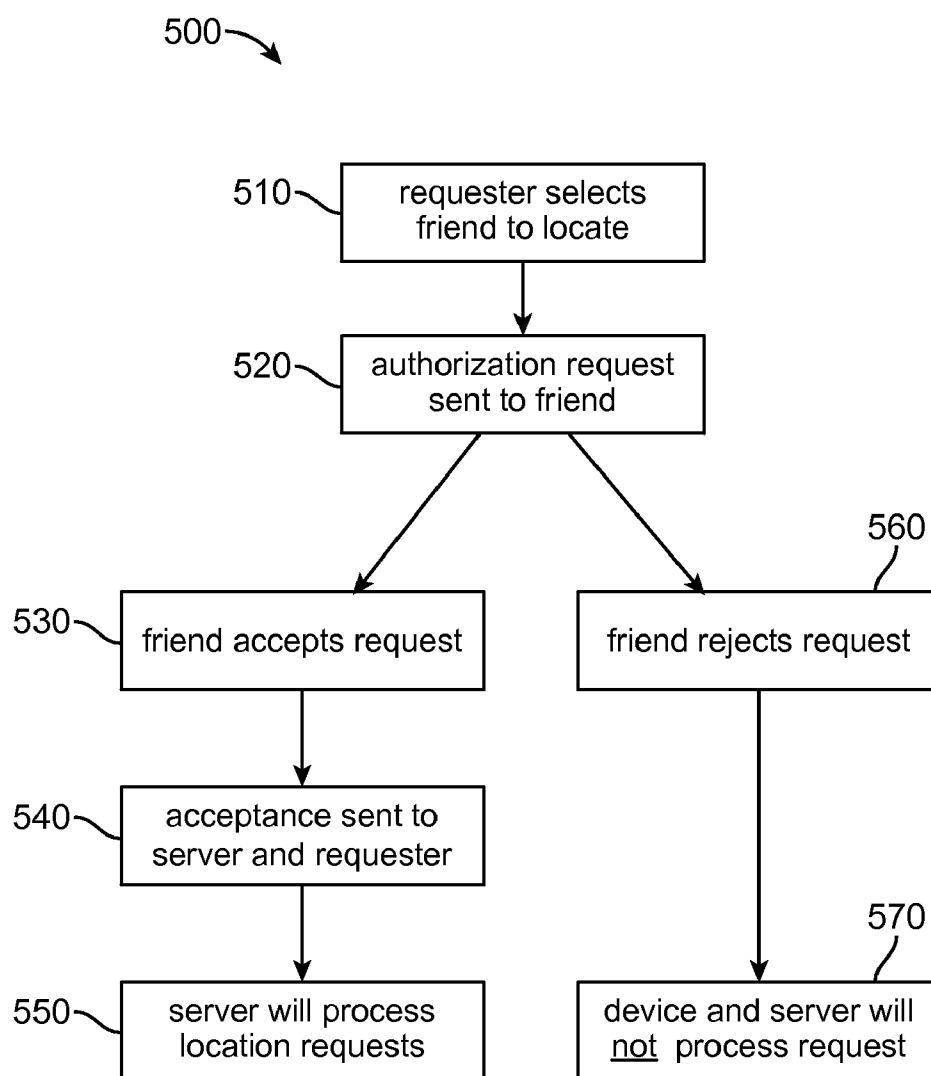 500
510
requester selects
friend to locate
520
authorization request
sent to friend
560
530
friend accepts request
friend rejects request
540
acceptance sent to
server and requester
570
550
server will process
location requests
device and server will
not process request